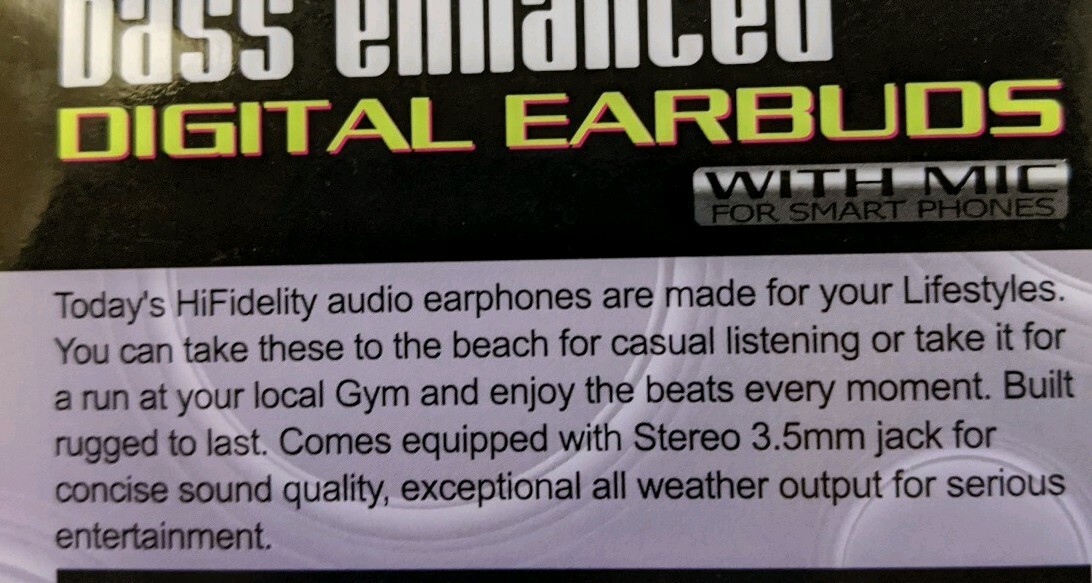 bass enhanced
DIGITAL EARBUDS
WITH MIC
FOR SMART PHONES
Today's HiFidelity audio earphones are made for your Lifestyles.
You can take these to the beach for casual listening or take it for
a run at your local Gym and enjoy the beats every moment. Built
rugged to last. Comes equipped with Stereo 3.5mm jack for
concise sound quality, exceptional all weather output for serious
entertainment.